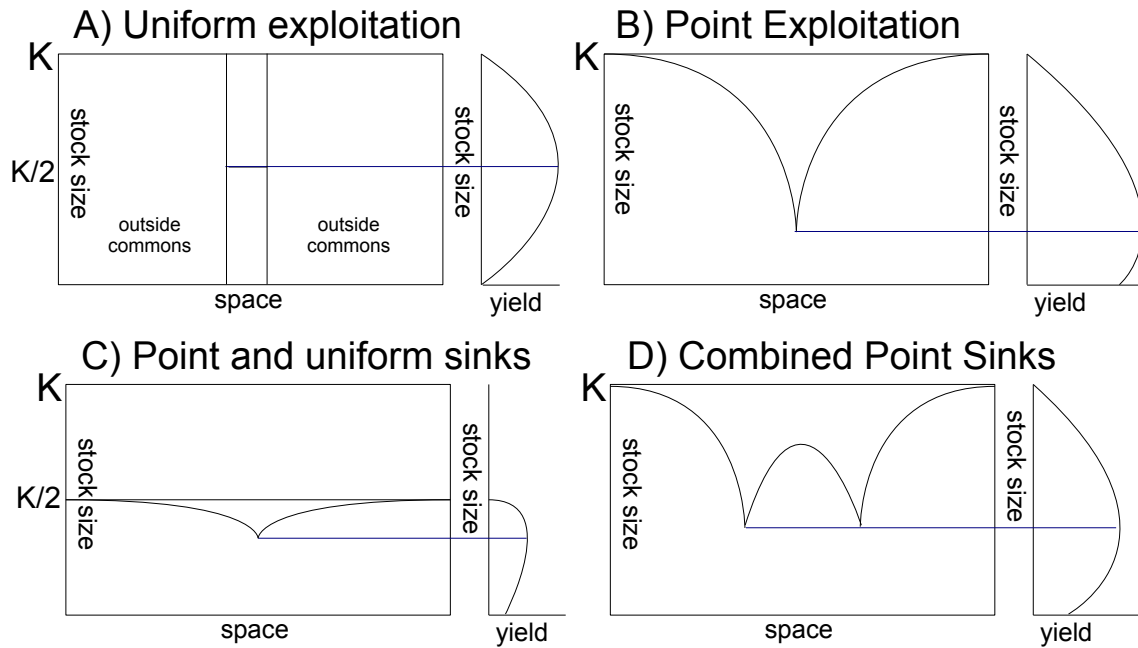 A) Uniform exploitation
K
K/2
stock size
outside
commons
outside
commons
space
stock size
yield
B) Point Exploitation
K
stock size
space
stock size
yield
C) Point and uniform sinks
K
K/2
stock size
space
stock size
yield
D) Combined Point Sinks
K
stock size
space
stock size
yield